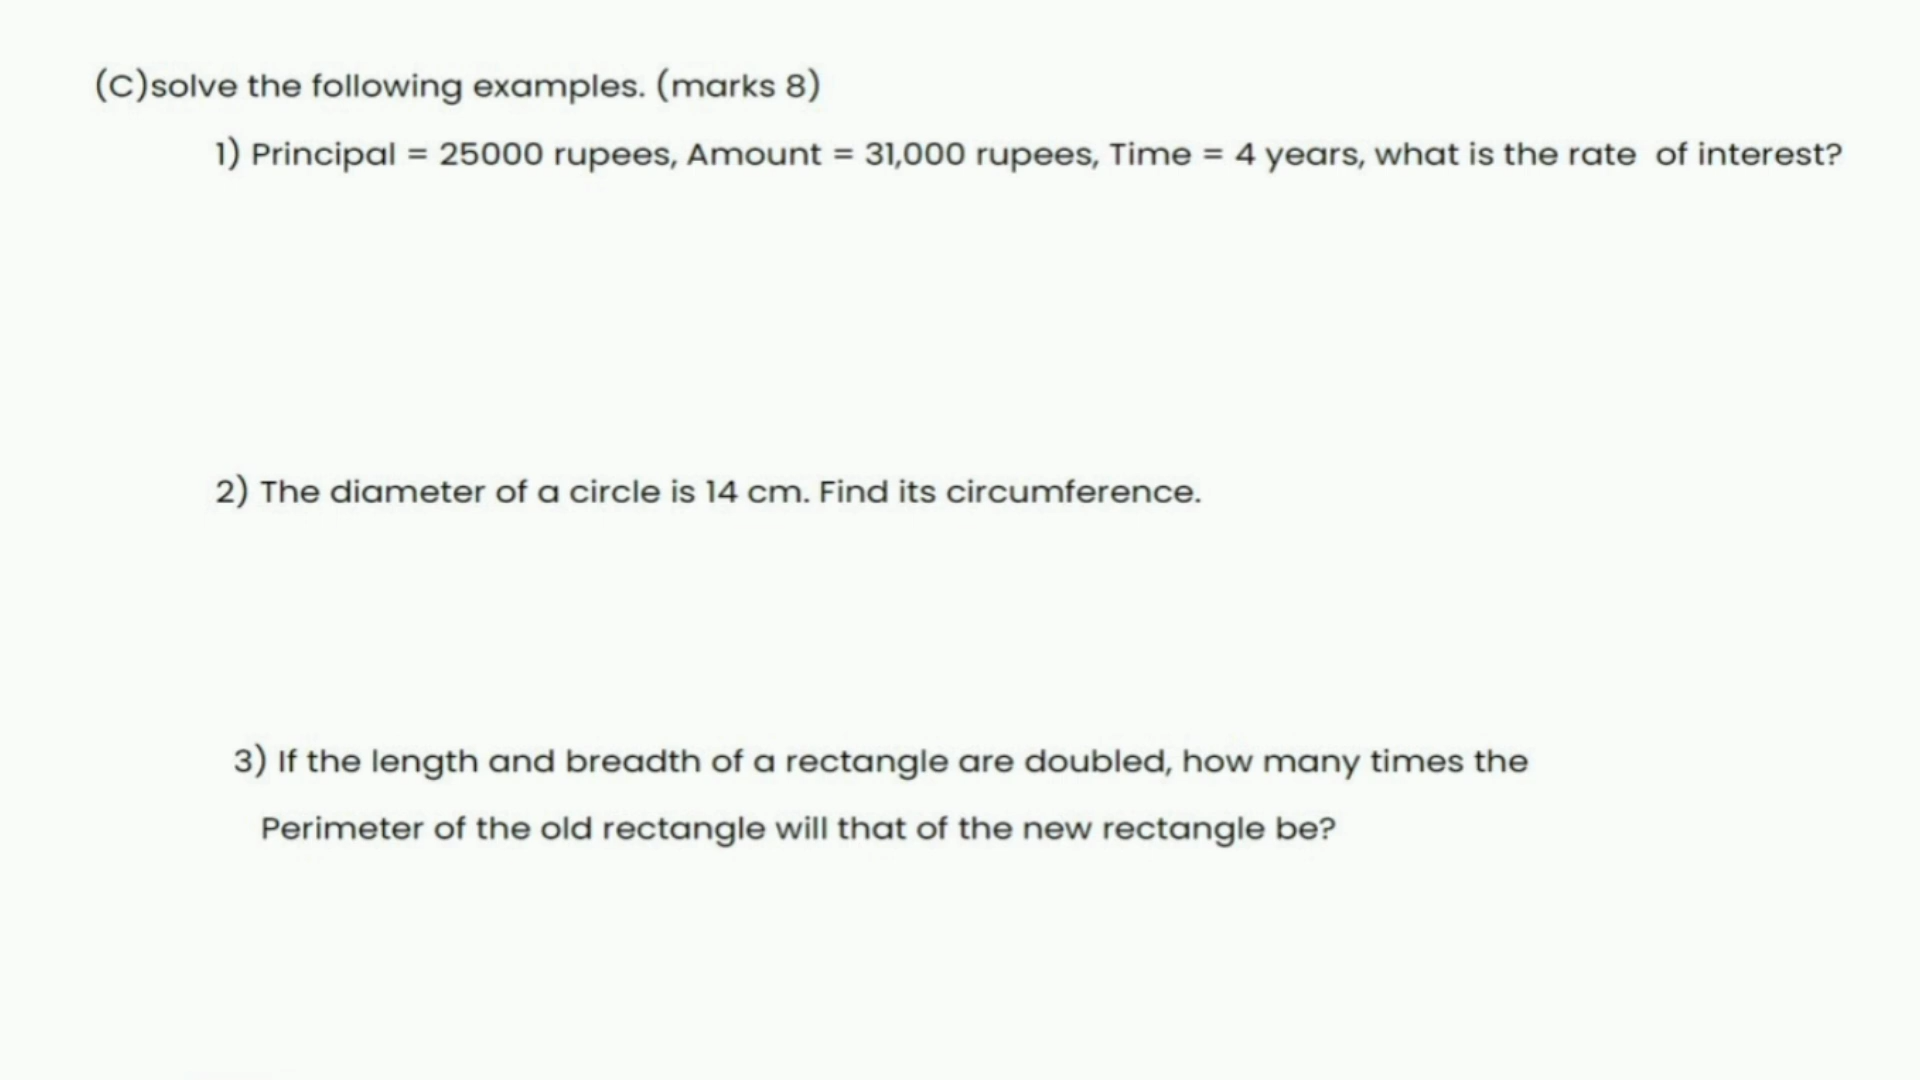 (C)solve the following examples. (marks 8)
1) Principal = 25000 rupees, Amount = 31,000 rupees, Time = 4 years, what is the rate of interest?
2) The diameter of a circle is 14 cm. Find its circumference.
3) If the length and breadth of a rectangle are doubled, how many times the
Perimeter of the old rectangle will that of the new rectangle be?